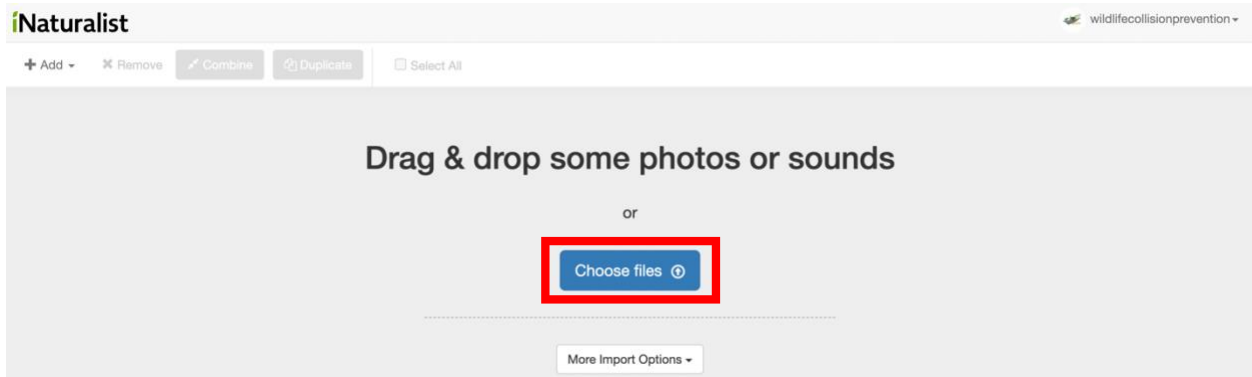 iNaturalist
wildlifecollisionprevention
Add
Remove
Combine
Duplicate
Select All
Drag & drop some photos or sounds
or
Choose files
More Import Options